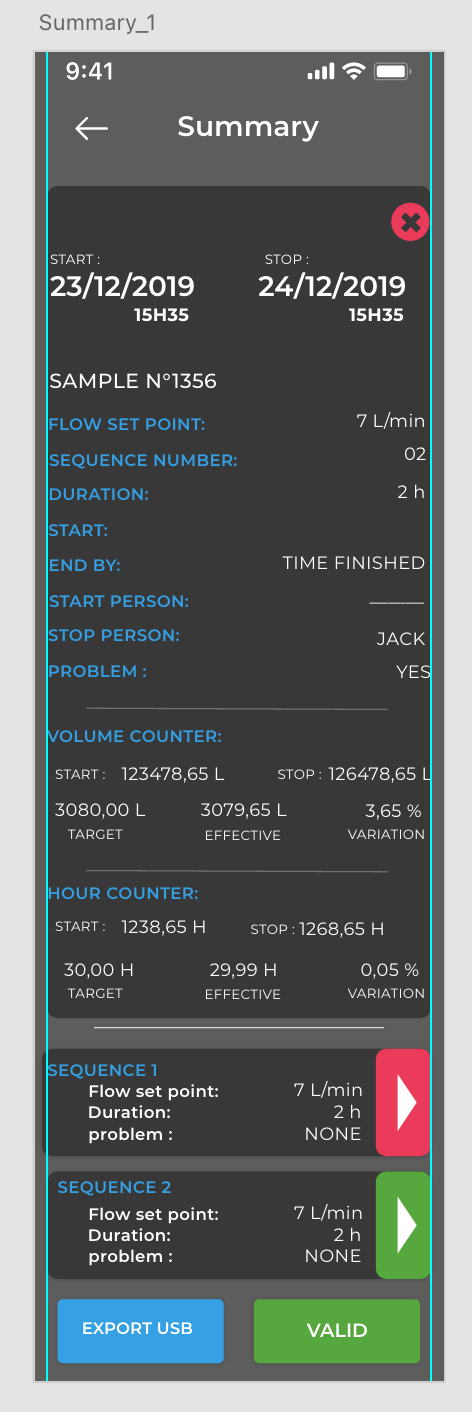 Summary_1
9:41
Summary
START : STOP :
23/12/2019 24/12/2019
15H35 15H35
SAMPLE N°1356
FLOW SET POINT: 7 L/min
SEQUENCE NUMBER: 02
DURATION: 2 h
START:
END BY: TIME FINISHED
START PERSON: ———
STOP PERSON: JACK
PROBLEM : YES
VOLUME COUNTER:
START : 123478,65 L STOP : 126478,65 L
3080,00 L 3079,65 L 3,65 %
TARGET EFFECTIVE VARIATION
HOUR COUNTER:
START : 1238,65 H STOP : 1268,65 H
30,00 H 29,99 H 0,05 %
TARGET EFFECTIVE VARIATION
SEQUENCE 1
Flow set point: 7 L/min
Duration: 2 h
problem : NONE
SEQUENCE 2
Flow set point: 7 L/min
Duration: 2 h
problem : NONE
EXPORT USB VALID